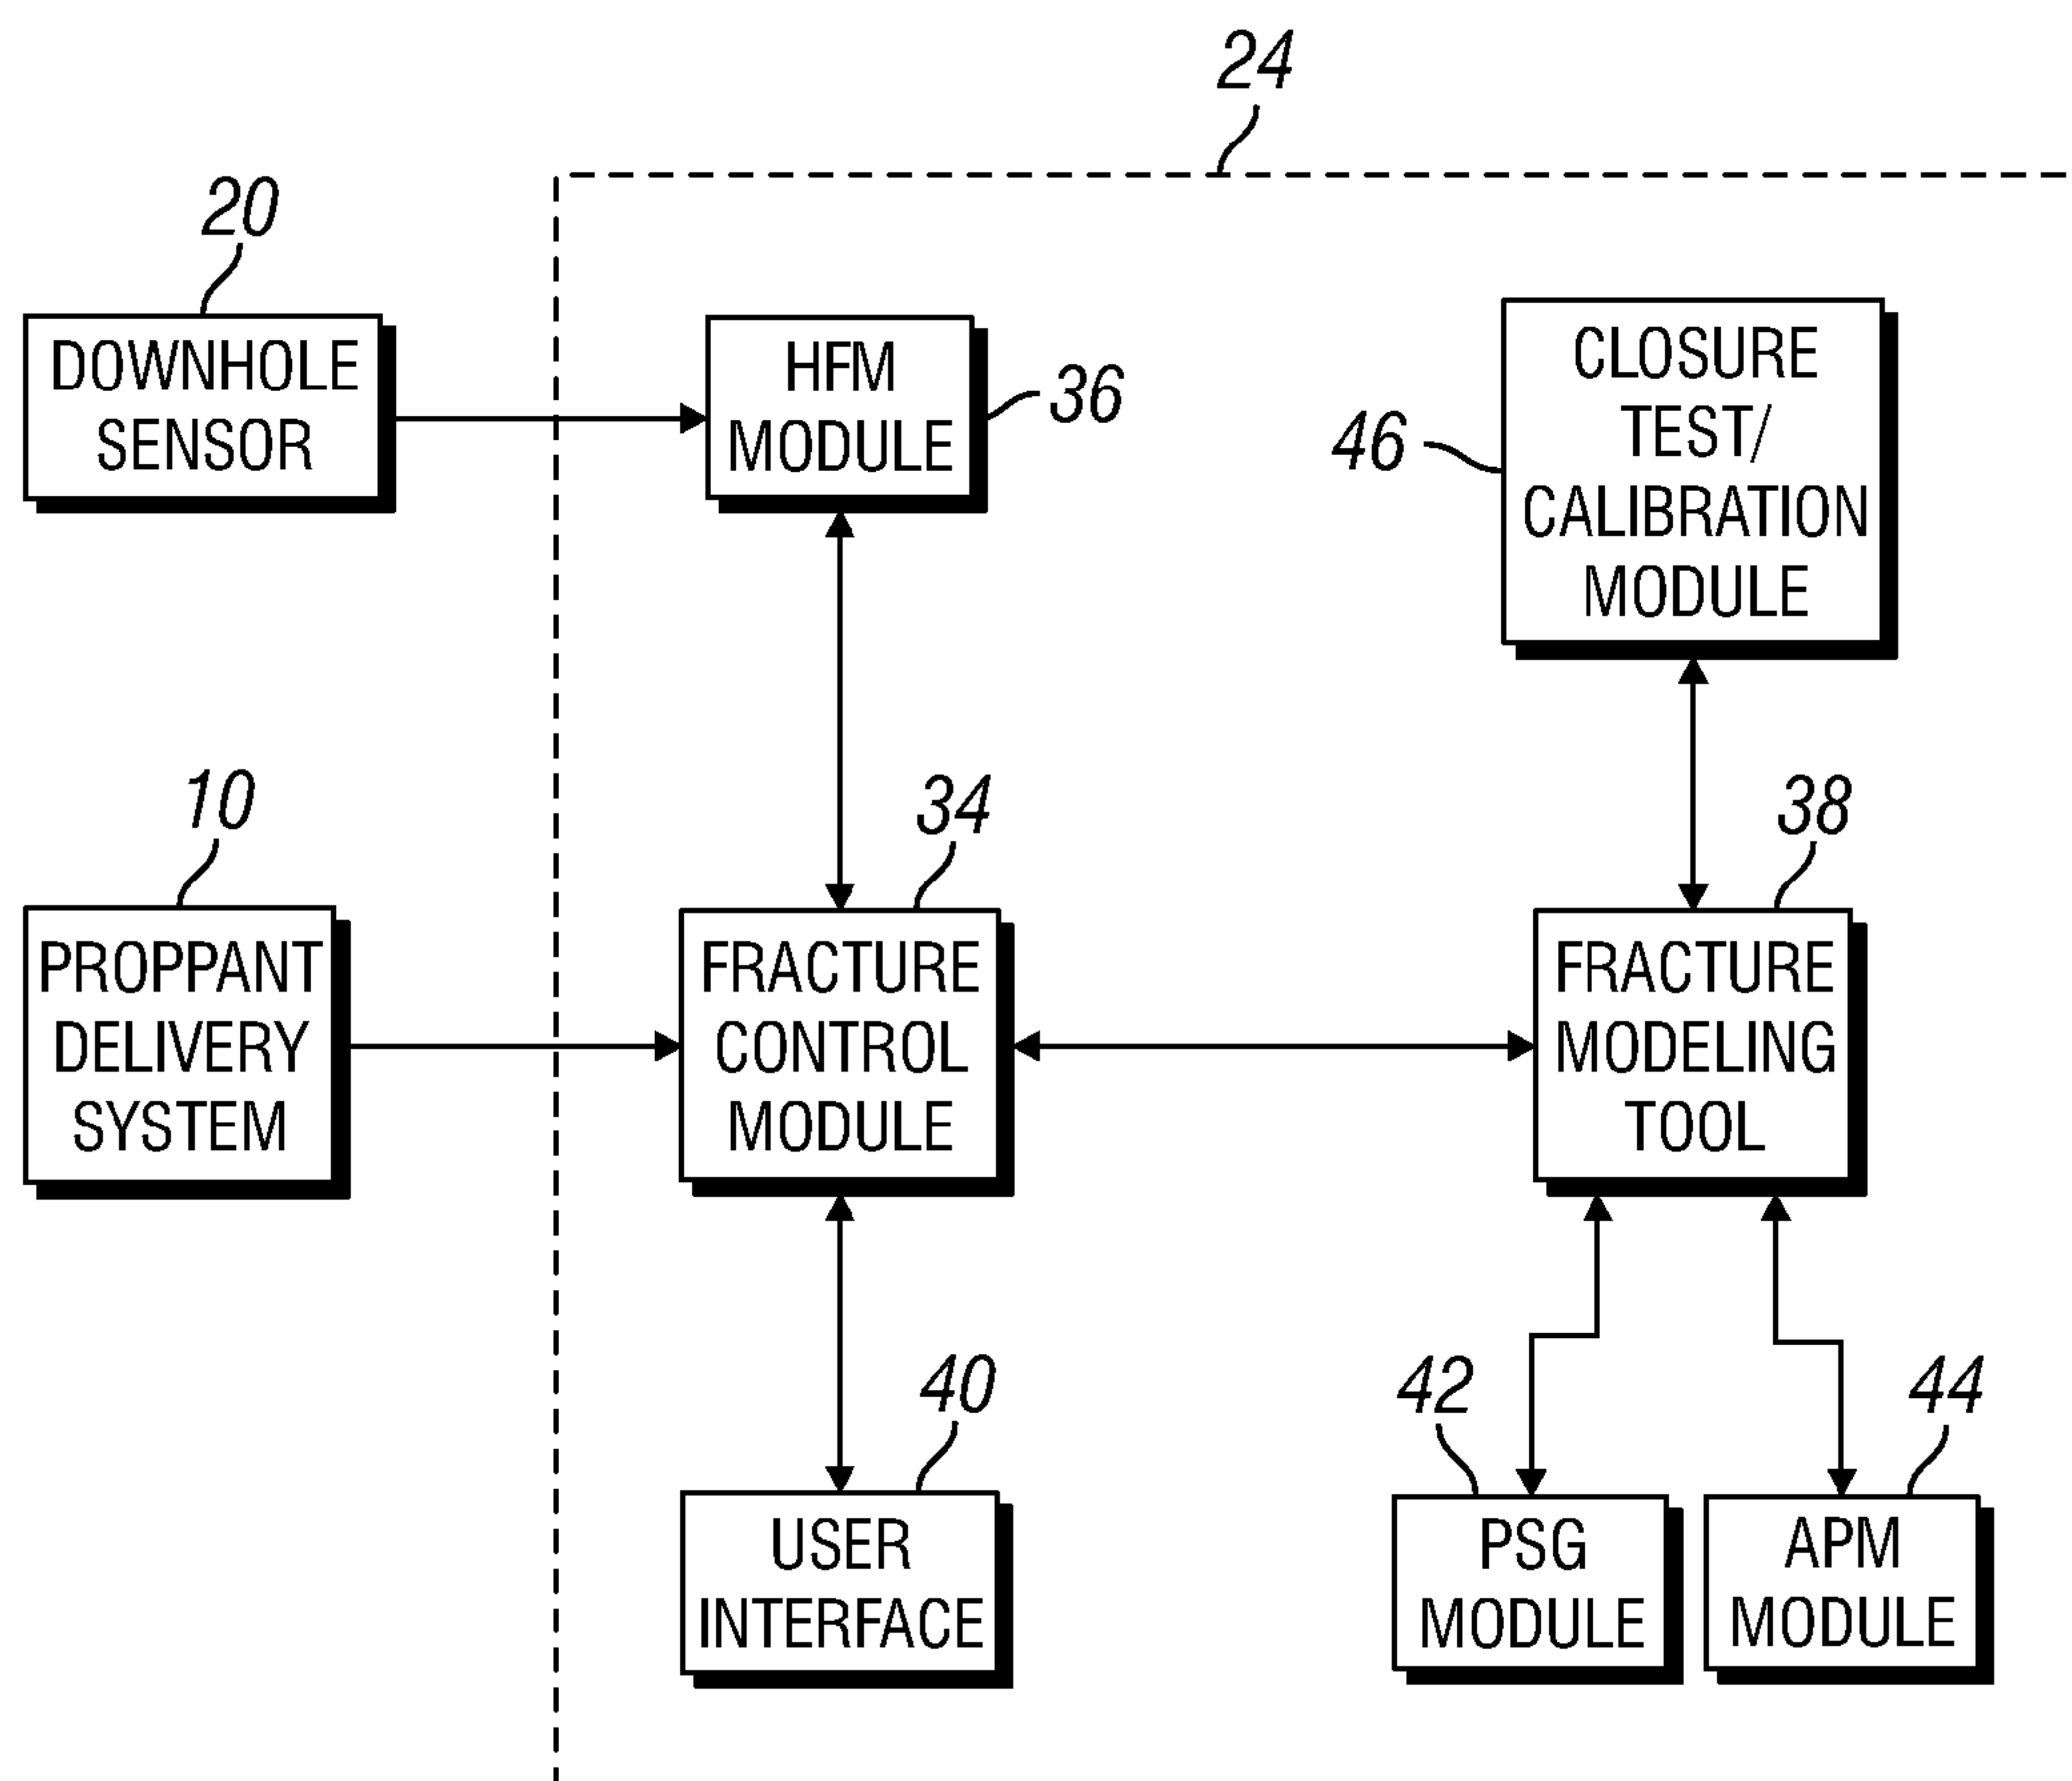 24
20
DOWNHOLE
SENSOR
HFM
MODULE
36
CLOSURE
TEST/
CALIBRATION
MODULE
46
10
PROPPANT
DELIVERY
SYSTEM
34
FRACTURE
CONTROL
MODULE
38
FRACTURE
MODELING
TOOL
40
USER
INTERFACE
42
PSG
MODULE
44
APM
MODULE